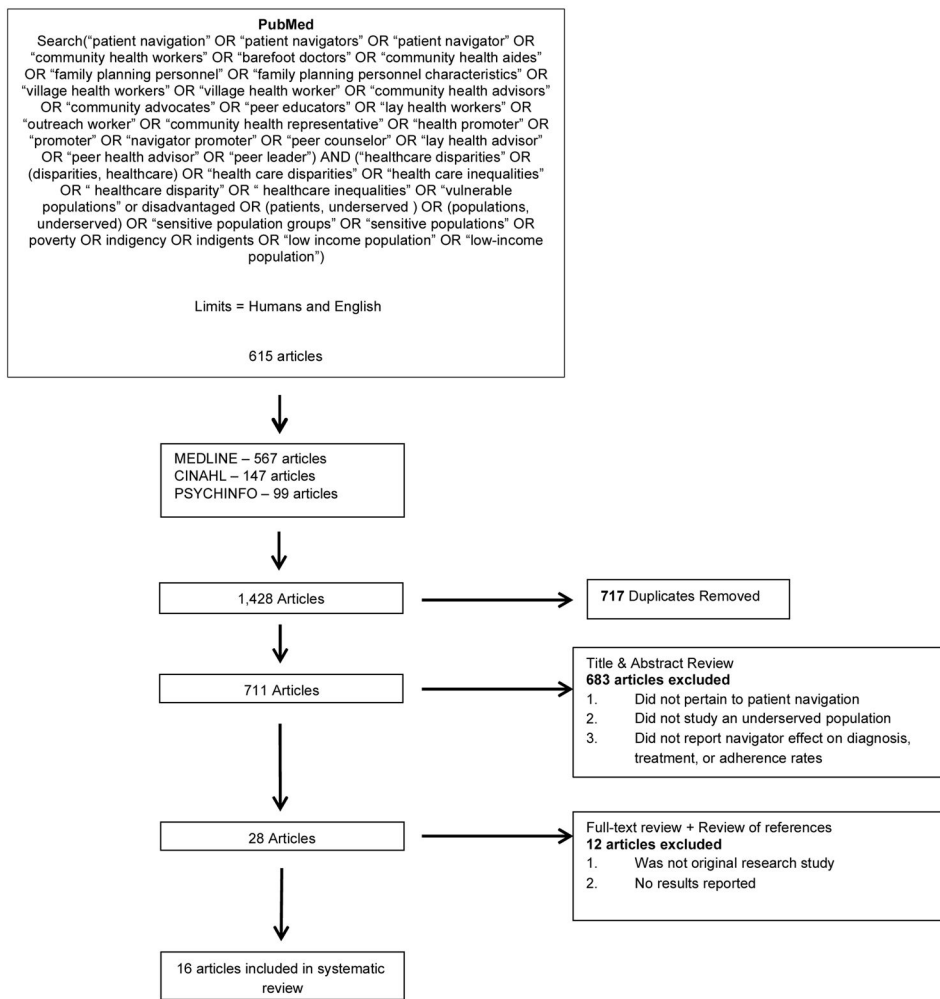 PubMed
Search(“patient navigation” OR “patient navigators” OR “patient navigator” OR
“community health workers” OR “barefoot doctors” OR “community health aides”
OR “family planning personnel” OR “family planning personnel characteristics” OR
“village health workers” OR “village health worker” OR “community health advisors”
OR “community advocates” OR “peer educators” OR “lay health workers” OR
“outreach worker” OR “community health representative” OR “health promoter” OR
“promoter” OR “navigator promoter” OR “peer counselor” OR “lay health advisor”
OR “peer health advisor” OR “peer leader”) AND (“healthcare disparities” OR
(disparities, healthcare) OR “health care disparities” OR “health care inequalities”
OR “ healthcare disparity” OR “ healthcare inequalities” OR “vulnerable
populations” or disadvantaged OR (patients, underserved ) OR (populations,
underserved) OR “sensitive population groups” OR “sensitive populations” OR
poverty OR indigency OR indigents OR “low income population” OR “low-income
population”)
Limits = Humans and English
615 articles
MEDLINE – 567 articles
CINAHL – 147 articles
PSYCHINFO – 99 articles
1,428 Articles
717 Duplicates Removed
711 Articles
Title & Abstract Review
683 articles excluded
1. Did not pertain to patient navigation
2. Did not study an underserved population
3. Did not report navigator effect on diagnosis,
treatment, or adherence rates
28 Articles
Full-text review + Review of references
12 articles excluded
1. Was not original research study
2. No results reported
16 articles included in systematic
review